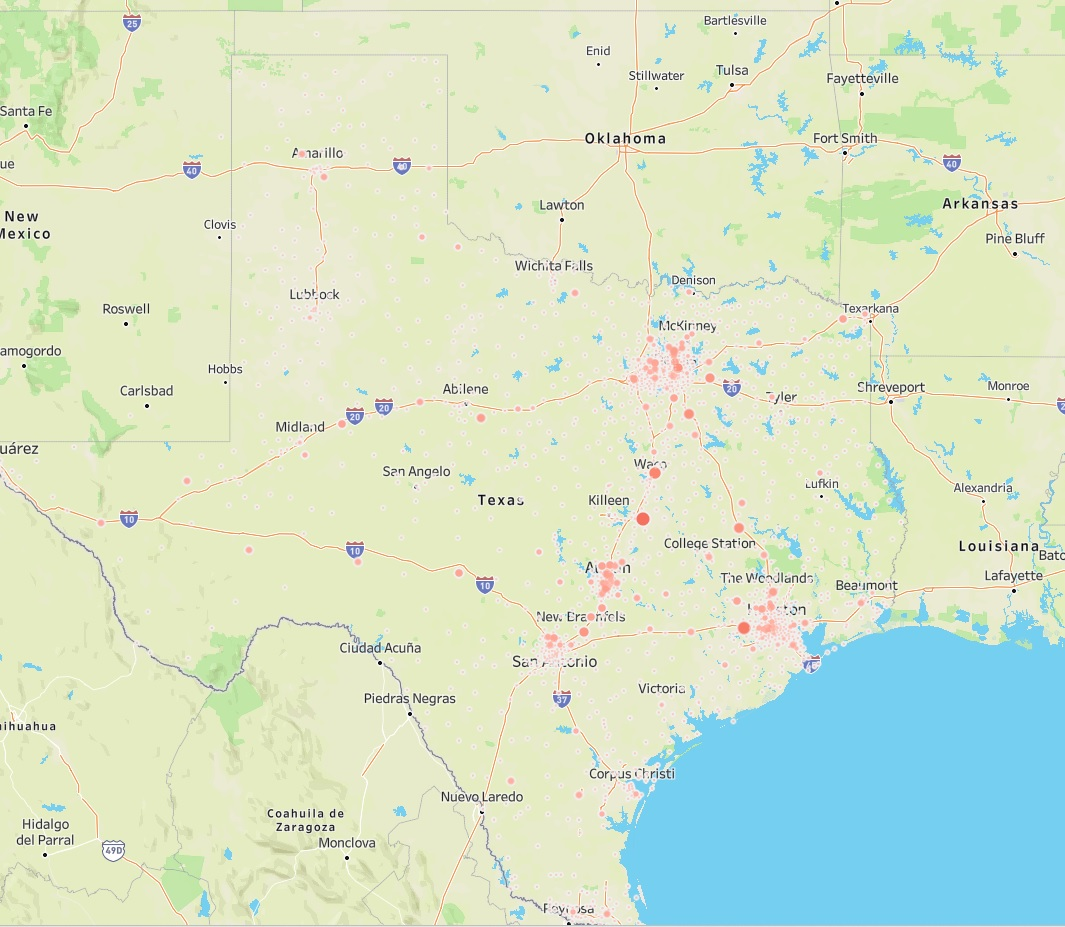 25
Bartlesville
Enid
Stillwater
Tulsa
Fayetteville
Santa Fe
Oklahoma
Fort Smith
Amarillo
40
40
40
ue
Lawton
Arkansas
New
Mexico
Clovis
Pine Bluff
Wichita Falls
Denison
Lubbock
Roswell
Texarkana
McKinney
amogordo
Hobbs
Carlsbad
Abilene
20
Tyler
Shreveport
Monroe
2
20
20
Midland
uárez
Waco
San Angelo
Lufkin
Alexandria
Texas
Killeen
10
College Station
Louisiana
Bato
10
Austin
The Woodlands
Beaumont
Lafayette
10
Houston
New Braunfels
Ciudad Acuña
San Antonio
Victoria
37
Piedras Negras
ihuahua
Corpus Christi
Nuevo Laredo
Coahuila de
Zaragoza
Hidalgo
del Parral
Monclova
49D
Reynosa